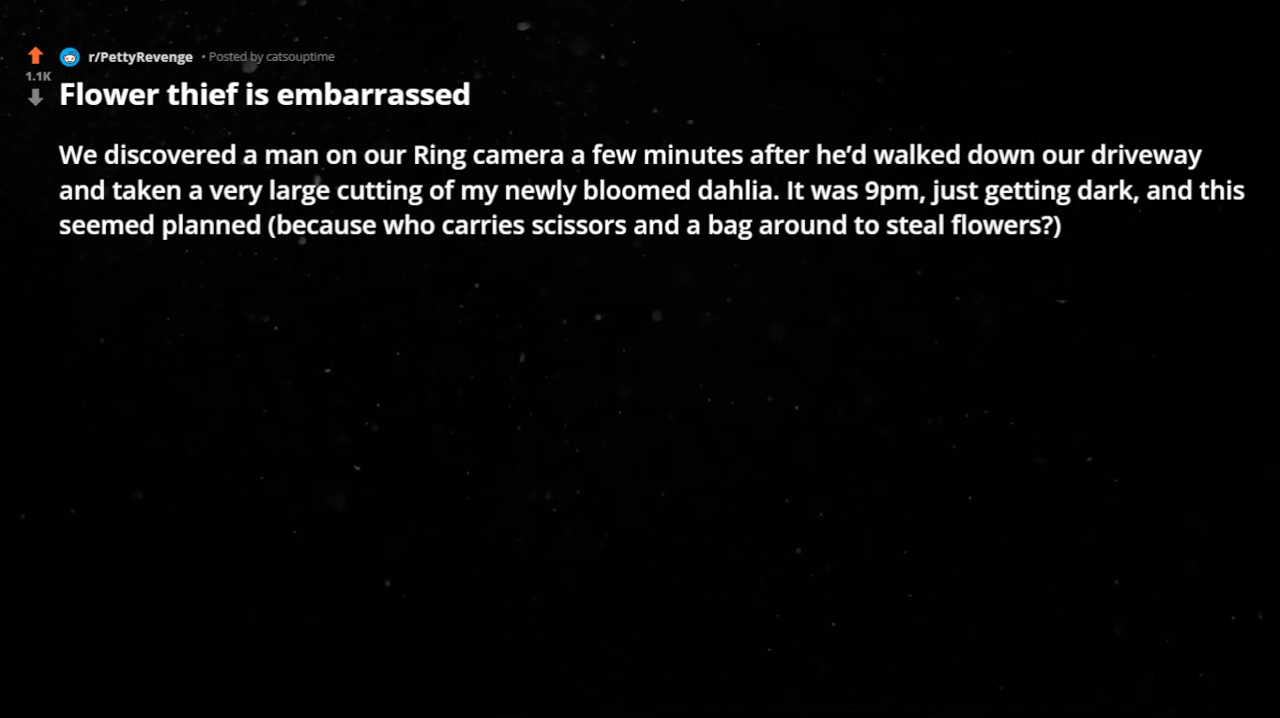 r/PettyRevenge • Posted by catsouptime
1.1K
Flower thief is embarrassed
We discovered a man on our Ring camera a few minutes after he’d walked down our driveway
and taken a very large cutting of my newly bloomed dahlia. It was 9pm, just getting dark, and this
seemed planned (because who carries scissors and a bag around to steal flowers?)